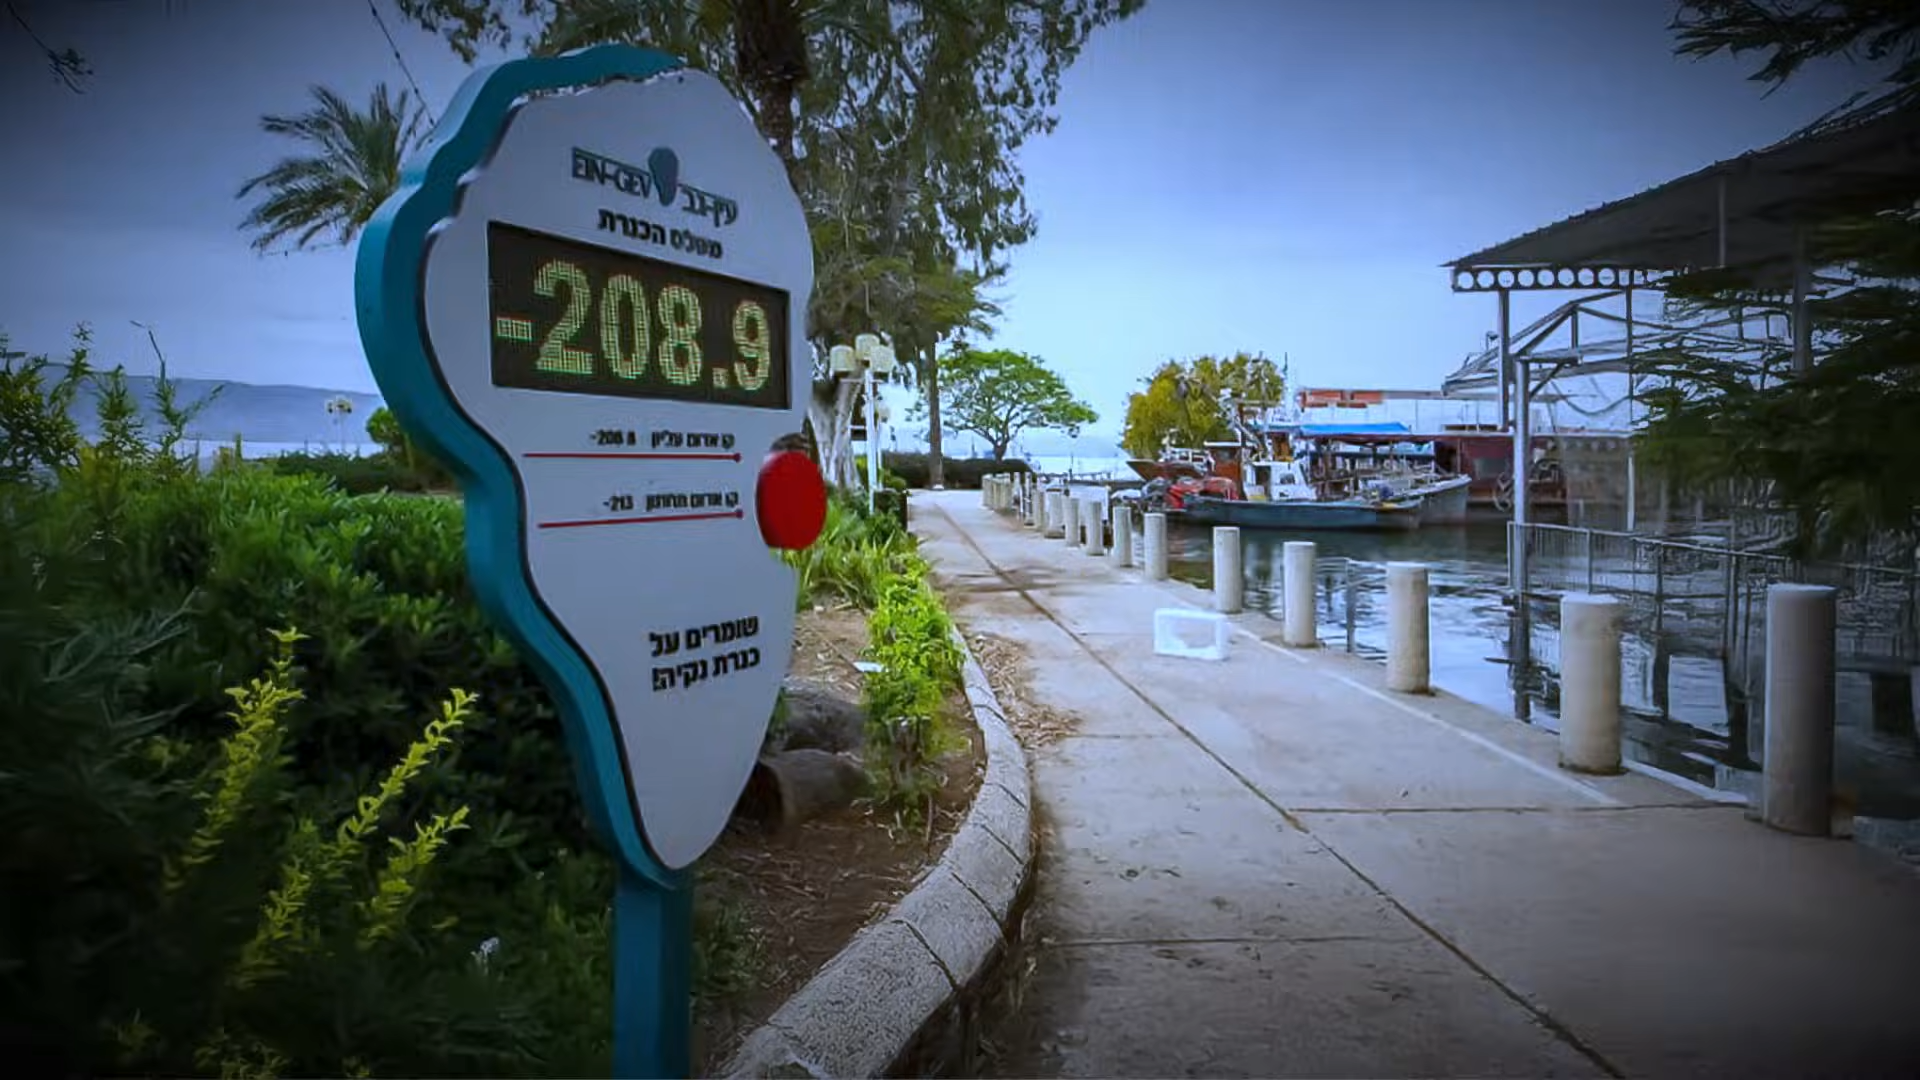 EIN-GEV עין-גב
מפלס הכנרת
-208.9
קו אדום עליון -208.8
קו אדום תחתון -213
שומרים על
כנרת נקיה!